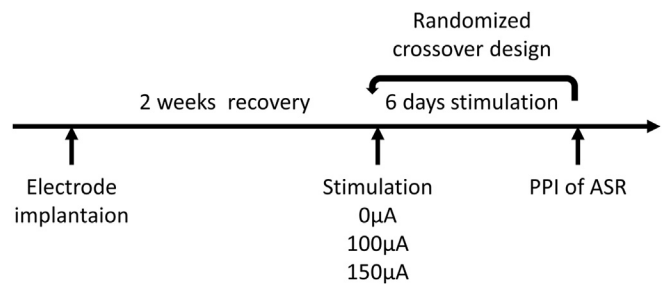 Randomized
crossover design
2 weeks recovery
6 days stimulation
Electrode
implantaion
Stimulation
0µA
100µA
150µA
PPI of ASR